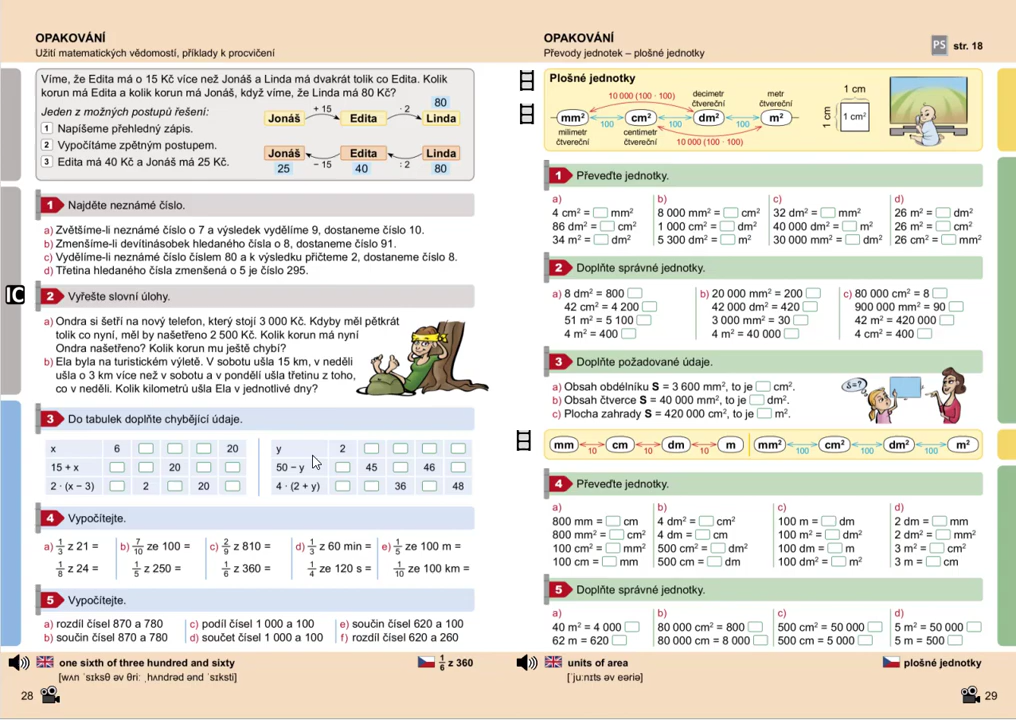 OPAKOVÁNÍ
Užití matematických vědomostí, příklady k procvičení
Víme, že Edita má o 15 Kč více než Jonáš a Linda má dvakrát tolik co Edita. Kolik
korun má Edita a kolik korun má Jonáš, když víme, že Linda má 80 Kč?
Jeden z možných postupů řešení:
1 Napíšeme přehledný zápis.
2 Vypočítáme zpětným postupem.
3 Edita má 40 Kč a Jonáš má 25 Kč.
80
+ 15 · 2
Jonáš Edita Linda
Jonáš Edita Linda
− 15 : 2
25 40 80
1 Najděte neznámé číslo.
a) Zvětšíme-li neznámé číslo o 7 a výsledek vydělíme 9, dostaneme číslo 10.
b) Zmenšíme-li devítinásobek hledaného čísla o 8, dostaneme číslo 91.
c) Vydělíme-li neznámé číslo číslem 80 a k výsledku přičteme 2, dostaneme číslo 8.
d) Třetina hledaného čísla zmenšená o 5 je číslo 295.
IC
2 Vyřešte slovní úlohy.
a) Ondra si šetří na nový telefon, který stojí 3 000 Kč. Kdyby měl pětkrát
tolik co nyní, měl by našetřeno 2 500 Kč. Kolik korun má nyní
Ondra našetřeno? Kolik korun mu ještě chybí?
b) Ela byla na turistickém výletě. V sobotu ušla 15 km, v neděli
ušla o 3 km více než v sobotu a v pondělí ušla třetinu z toho,
co v neděli. Kolik kilometrů ušla Ela v jednotlivé dny?
3 Do tabulek doplňte chybějící údaje.
x 6 20
15 + x 20
2 · (x − 3) 2 20
y 2
50 − y 45 46
4 · (2 + y) 36 48
4 Vypočítejte.
a) 1/3 z 21 = b) 7/10 ze 100 = c) 2/9 z 810 = d) 1/3 z 60 min = e) 1/5 ze 100 m =
1/8 z 24 = 1/5 z 250 = 1/6 z 360 = 1/4 ze 120 s = 1/10 ze 100 km =
5 Vypočítejte.
a) rozdíl čísel 870 a 780 c) podíl čísel 1 000 a 100 e) součin čísel 620 a 100
b) součin čísel 870 a 780 d) součet čísel 1 000 a 100 f) rozdíl čísel 620 a 260
one sixth of three hundred and sixty 1/6 z 360
[wʌn ˈsɪksθ əv θriː ˌhʌndrəd ənd ˈsɪksti]
28
OPAKOVÁNÍ
Převody jednotek – plošné jednotky
PS str. 18
Plošné jednotky
10 000 (100 · 100) decimetr čtvereční metr čtvereční
mm² cm² dm² m²
100 100 100
milimetr čtvereční centimetr čtvereční 10 000 (100 · 100)
1 cm
1 cm 1 cm²
1 Převeďte jednotky.
a) b) c) d)
4 cm² = mm² 8 000 mm² = cm² 32 dm² = mm² 26 m² = dm²
86 dm² = cm² 1 000 cm² = dm² 40 000 dm² = m² 26 m² = cm²
34 m² = dm² 5 300 dm² = m² 30 000 mm² = dm² 26 cm² = mm²
2 Doplňte správné jednotky.
a) 8 dm² = 800 b) 20 000 mm² = 200 c) 80 000 cm² = 8
42 cm² = 4 200 42 000 dm² = 420 900 000 mm² = 90
51 m² = 5 100 3 000 mm² = 30 42 m² = 420 000
4 m² = 400 4 m² = 40 000 4 cm² = 400
3 Doplňte požadované údaje.
a) Obsah obdélníku S = 3 600 mm², to je cm².
b) Obsah čtverce S = 40 000 mm², to je dm².
c) Plocha zahrady S = 420 000 cm², to je m².
S=?
mm cm dm m mm² cm² dm² m²
10 10 10 100 100 100
4 Převeďte jednotky.
a) b) c) d)
800 mm = cm 4 dm² = cm² 100 m = dm 2 dm = mm
800 mm² = cm² 4 dm = cm 100 m² = dm² 2 dm² = mm²
100 cm² = mm² 500 cm² = dm² 100 dm = m 3 m² = cm²
100 cm = mm 500 cm = dm 100 dm² = m² 3 m = cm
5 Doplňte správné jednotky.
a) b) c) d)
40 m² = 4 000 80 000 cm² = 800 500 cm² = 50 000 5 m² = 50 000
62 m = 620 80 000 cm = 8 000 500 cm = 5 000 5 m = 500
units of area plošné jednotky
[ˈjuːnɪts əv eəriə]
29